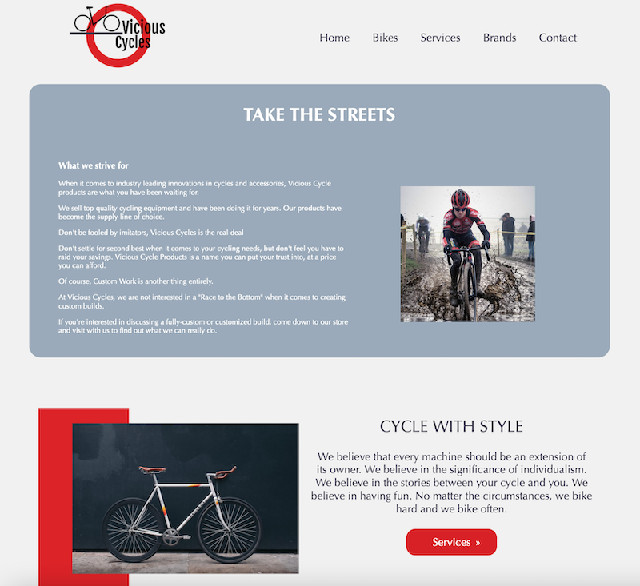 Vicious
Cycles
Home Bikes Services Brands Contact
TAKE THE STREETS
What we strive for
When it comes to industry leading innovations in cycles and accessories, Vicious Cycle
products are what you have been waiting for
We sell top quality cycling equipment and have been doing it for years. Our products have
become the supply line of choice.
Don't be fooled by imitators, Vicious Cycles is the real deal
Don't settle for second best when it comes to your cycling needs, but don't feel you have to
raid your savings. Vicious Cycle Products is a name you can put your trust into, at a price
you can afford.
Of course, Custom Work is another thing entirely.
At Vicious Cycles, we are not interested in a "Race to the Bottom" when it comes to creating
custom builds.
If you're interested in discussing a fully-custom or customized build, come down to our store
and visit with us to find out what we can really do.
CYCLE WITH STYLE
We believe that every machine should be an extension of
its owner. We believe in the significance of individualism.
We believe in the stories between your cycle and you. We
believe in having fun. No matter the circumstances, we bike
hard and we bike often.
Services »